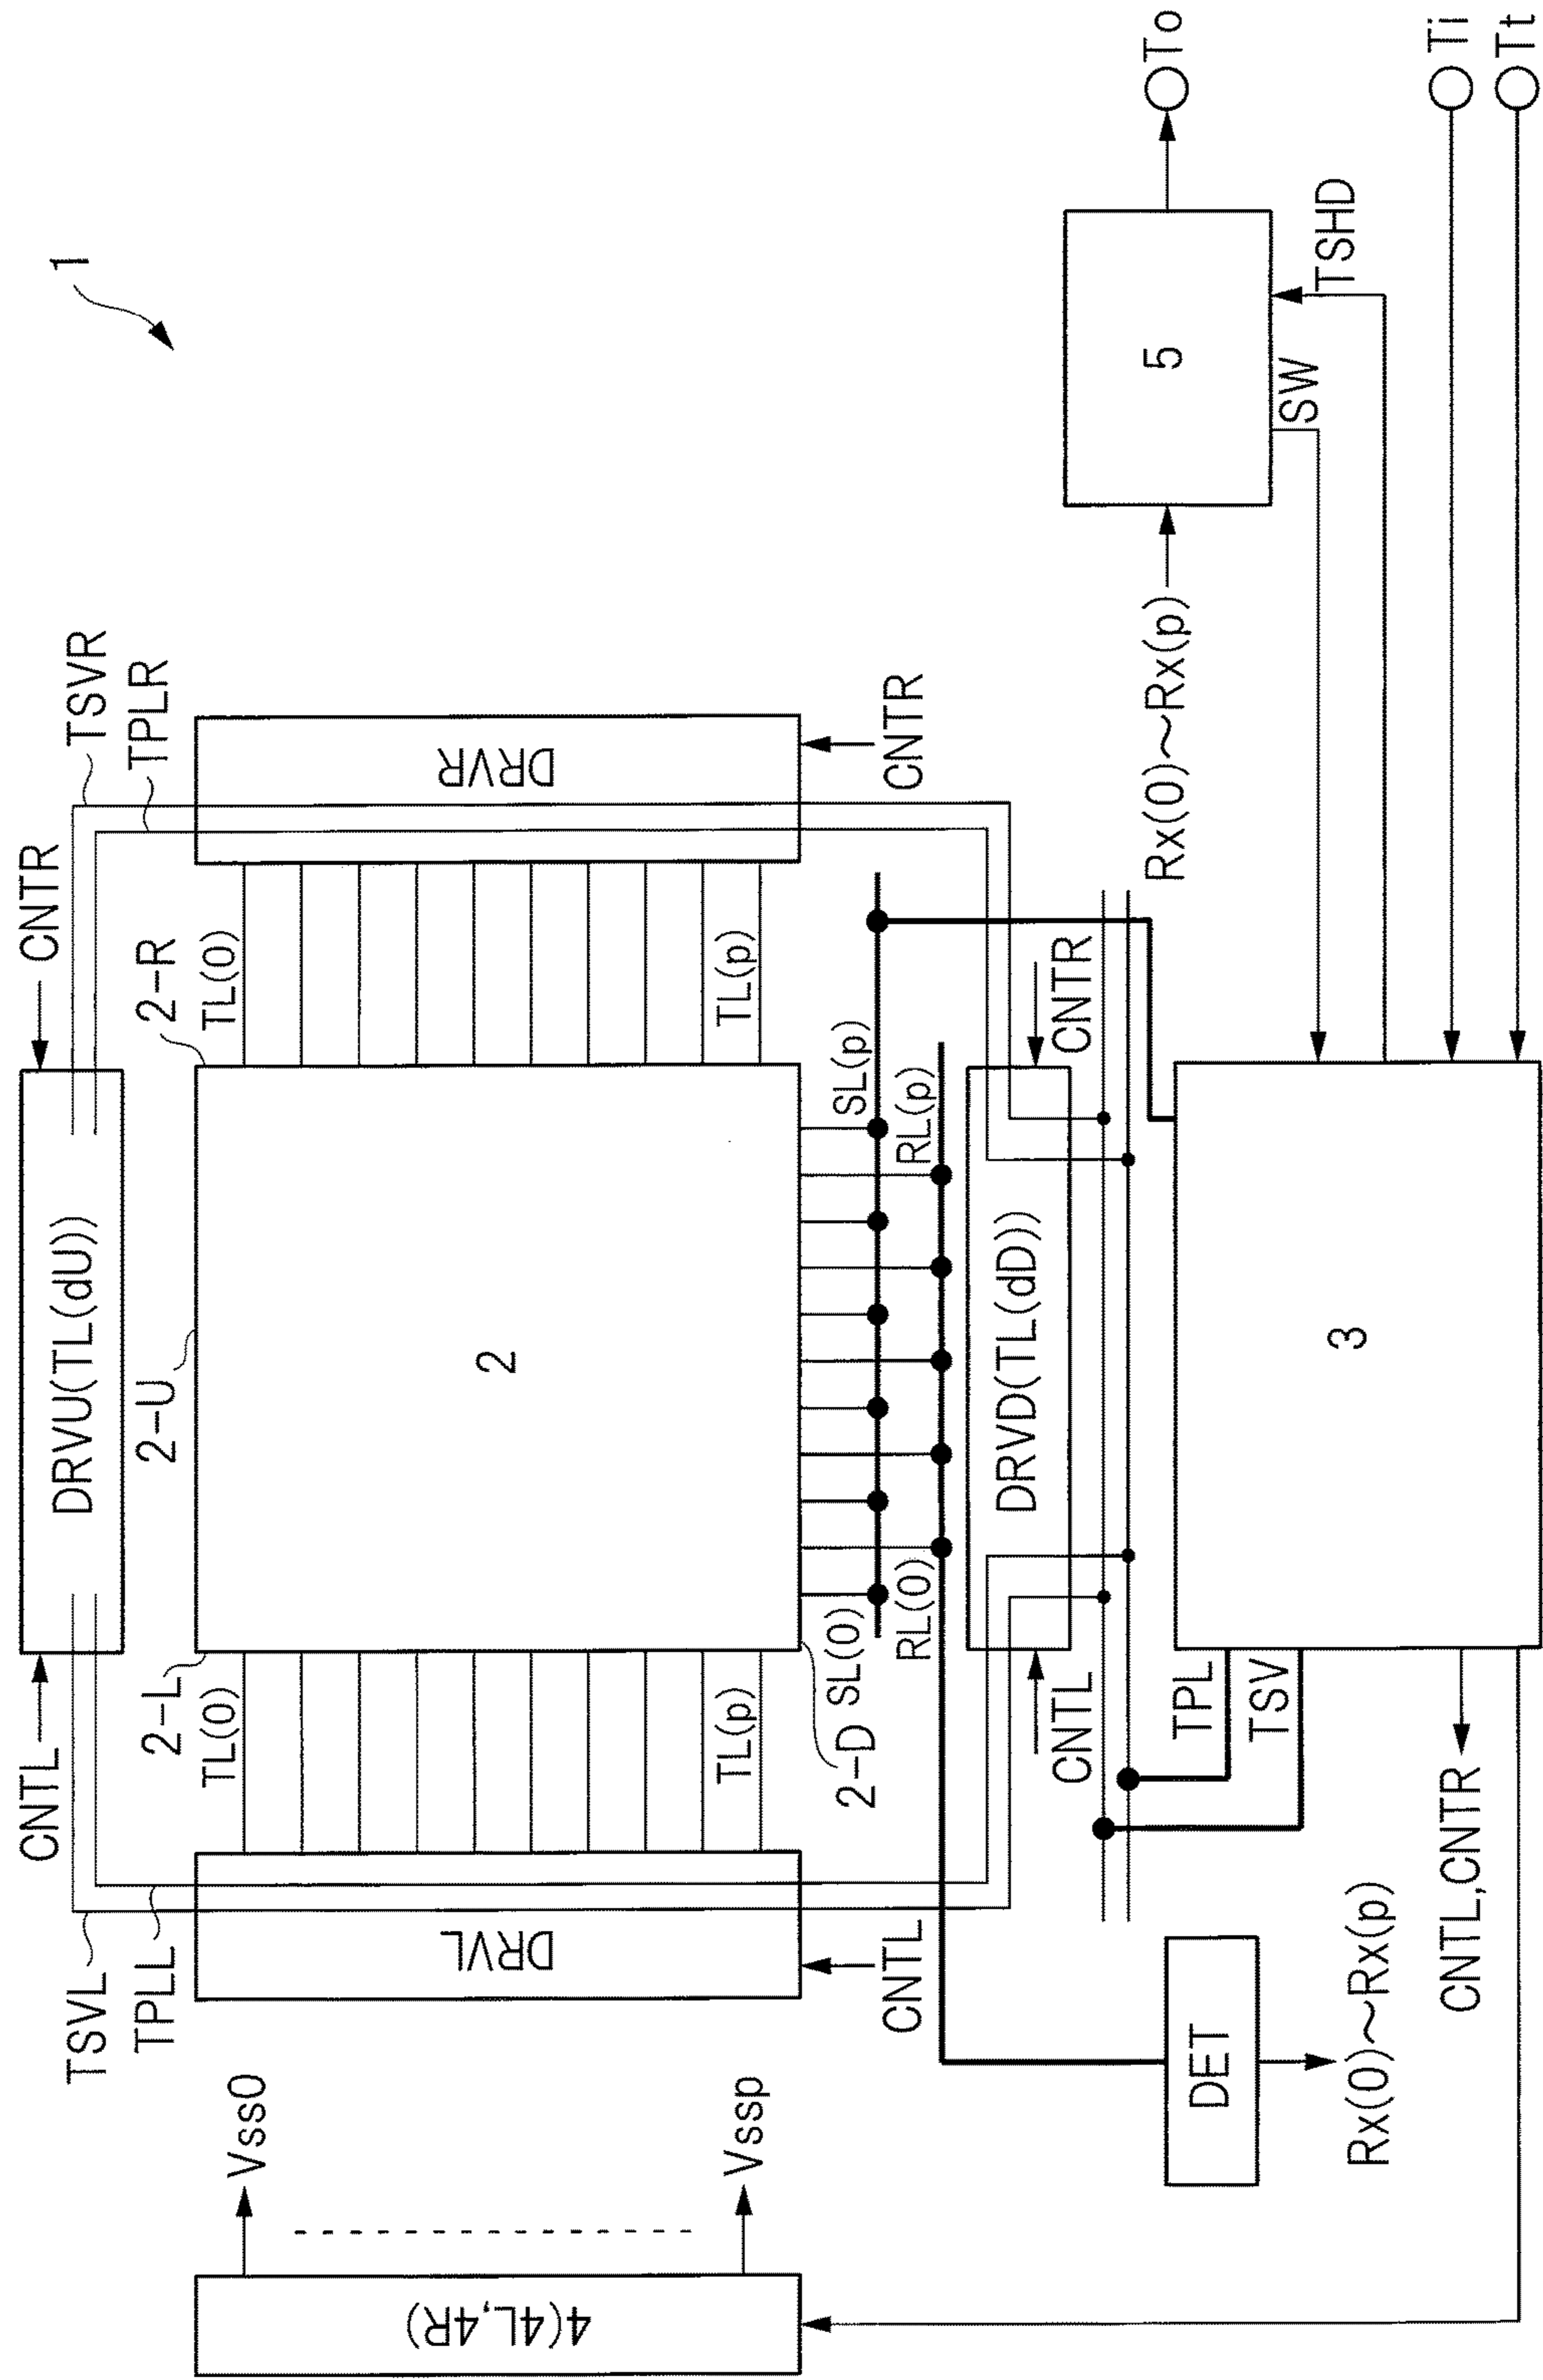 1
CNTL
DRVU(TL(dU))
CNTR
TSVL
TPLL
TSVR
TPLR
2-L
2-U
2-R
Vss0
Vssp
4(4L,4R)
DRVL
TL(0)
TL(p)
2
TL(0)
TL(p)
DRVR
CNTL
CNTR
2-D
SL(0)
SL(p)
RL(0)
RL(p)
CNTL
DRVD(TL(dD))
CNTR
DET
Rx(0)～Rx(p)
TPL
TSV
3
CNTL,CNTR
Rx(0)～Rx(p)
5
To
SW
TSHD
Ti
Tt